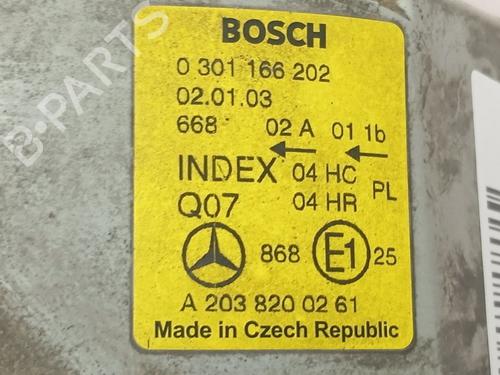 BOSCH
0 301 166 202
02.01.03
668 02 A 01 1b
INDEX 04 HC PL
Q07 04 HR
868 E1 25
A 203 820 02 61
Made in Czech Republic
B-PARTS